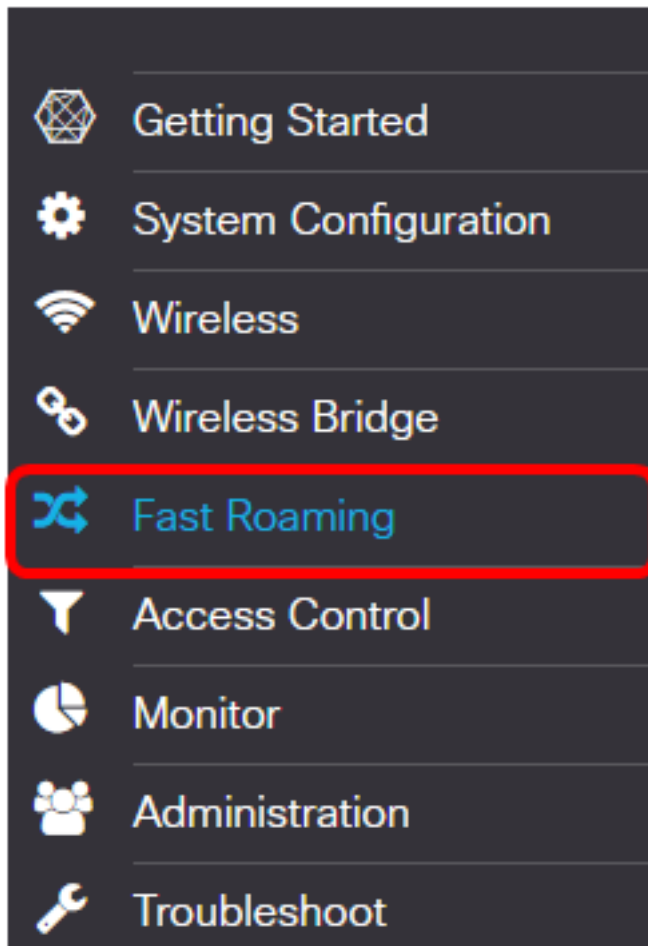 Getting Started
System Configuration
Wireless
Wireless Bridge
Fast Roaming
Access Control
Monitor
Administration
Troubleshoot